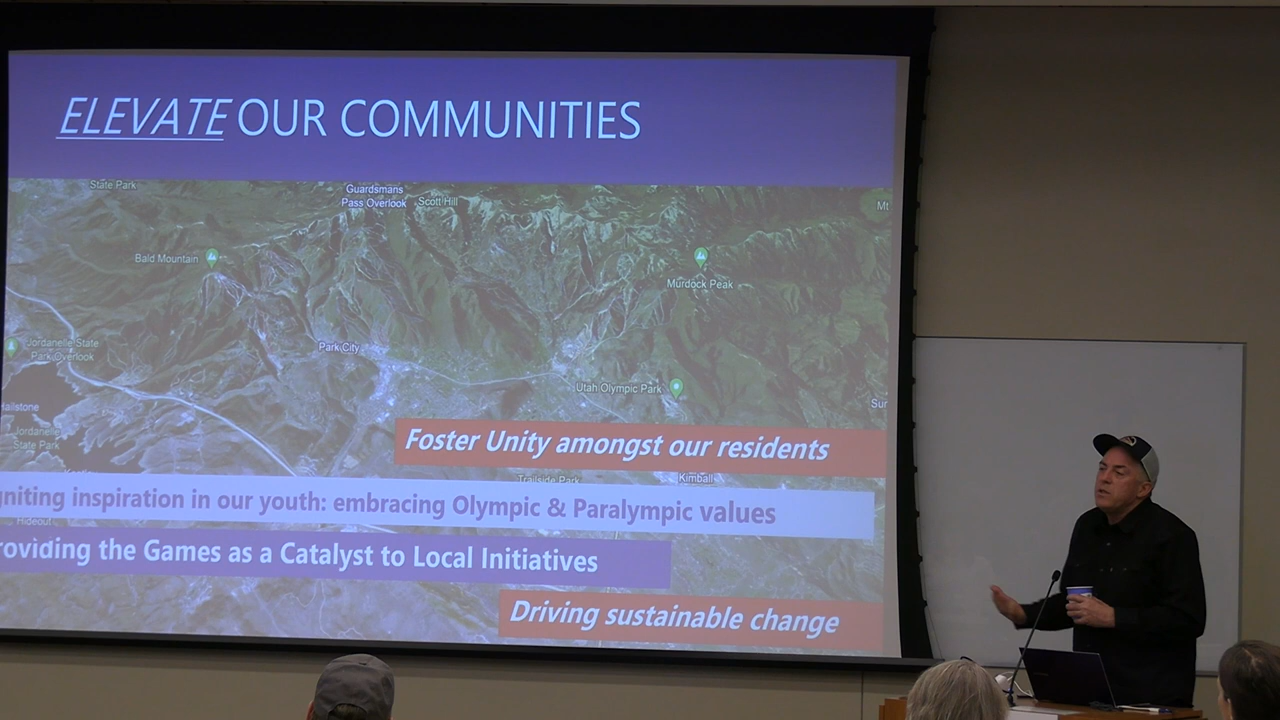 ELEVATE OUR COMMUNITIES
State Park
Guardsmans
Pass Overlook
Scott Hill
Mt
Bald Mountain
Murdock Peak
Jordanelle State
Park Overlook
Park City
Utah Olympic Park
Hailstone
Sur
Jordanelle
State Park
Foster Unity amongst our residents
Trailside Park
Kimball
gniting inspiration in our youth: embracing Olympic & Paralympic values
Hideout
roviding the Games as a Catalyst to Local Initiatives
Driving sustainable change